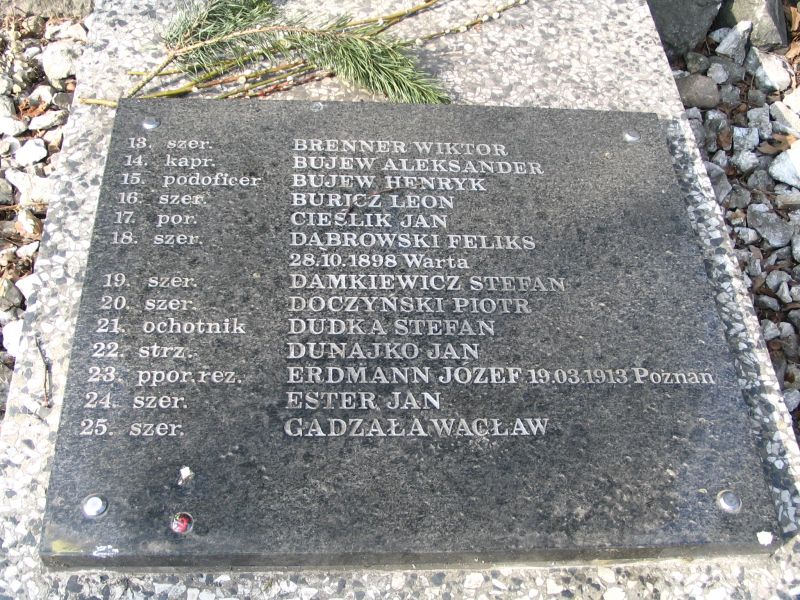 13. szer. BRENNER WIKTOR
14. kapr. BUJEW ALEKSANDER
15. podoficer BUJEW HENRYK
16. szer. BURICZ LEON
17. por. CIEŚLIK JAN
18. szer. DĄBROWSKI FELIKS
28.10.1898 Warta
19. szer. DAMKIEWICZ STEFAN
20. szer. DOCZYŃSKI PIOTR
21. ochotnik DUDKA STEFAN
22. strz. DUNAJKO JAN
23. ppor.rez. ERDMANN JÓZEF 19.03.1913 Poznań
24. szer. ESTER JAN
25. szer. GADZAŁA WACŁAW